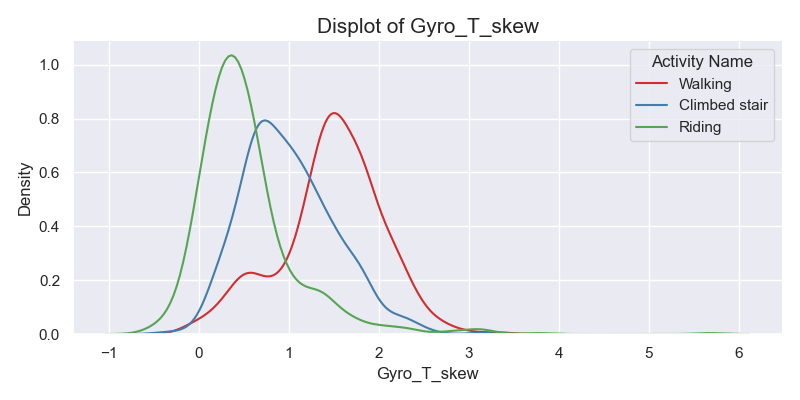 Displot of Gyro_T_skew
Activity Name
Walking
Climbed stair
Riding
Density
1.0
0.8
0.6
0.4
0.2
0.0
−1
0
1
2
3
4
5
6
Gyro_T_skew